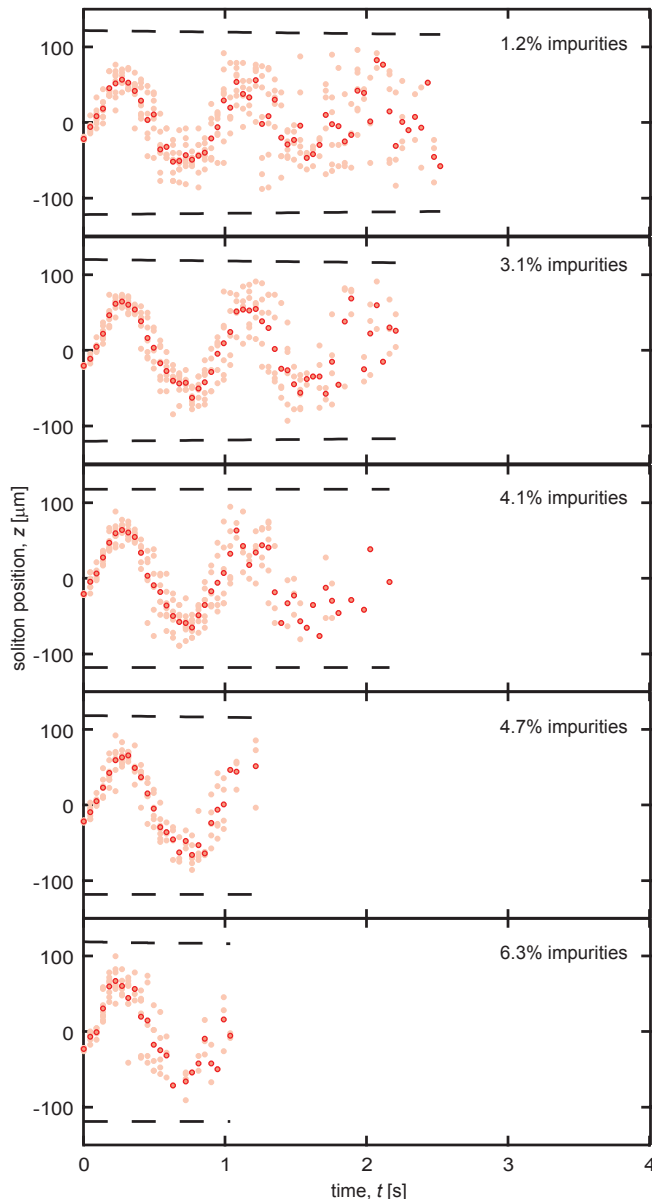 100
0
-100
1.2% impurities
100
0
-100
3.1% impurities
soliton position, z [μm]
100
0
-100
4.1% impurities
100
0
-100
4.7% impurities
100
0
-100
6.3% impurities
0 1 2 3 4
time, t [s]